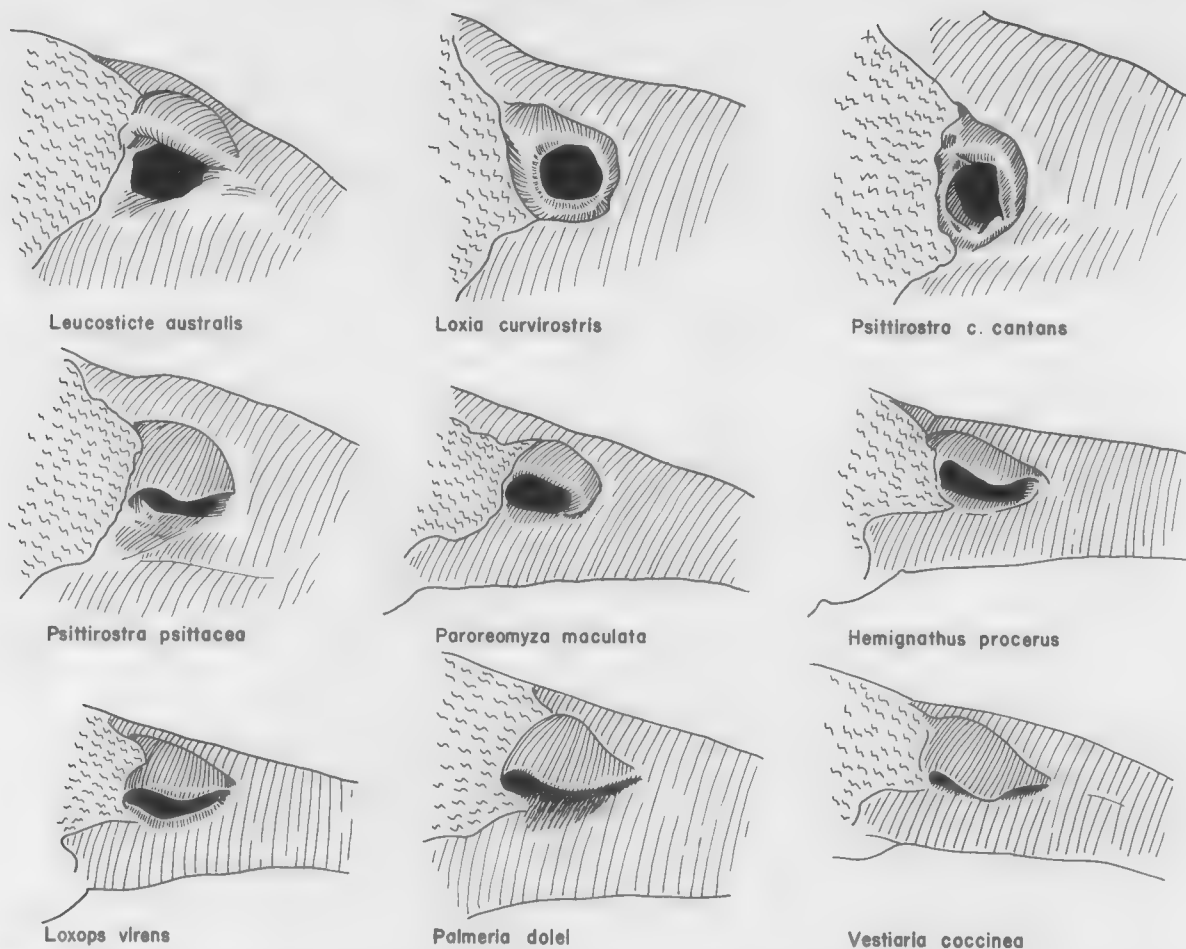 Leucosticte australis
Loxia curvirostris
Psittirostra c. cantans
Psittirostra psittacea
Paroreomyza maculata
Hemignathus procerus
Loxops virens
Palmeria dolei
Vestiaria coccinea